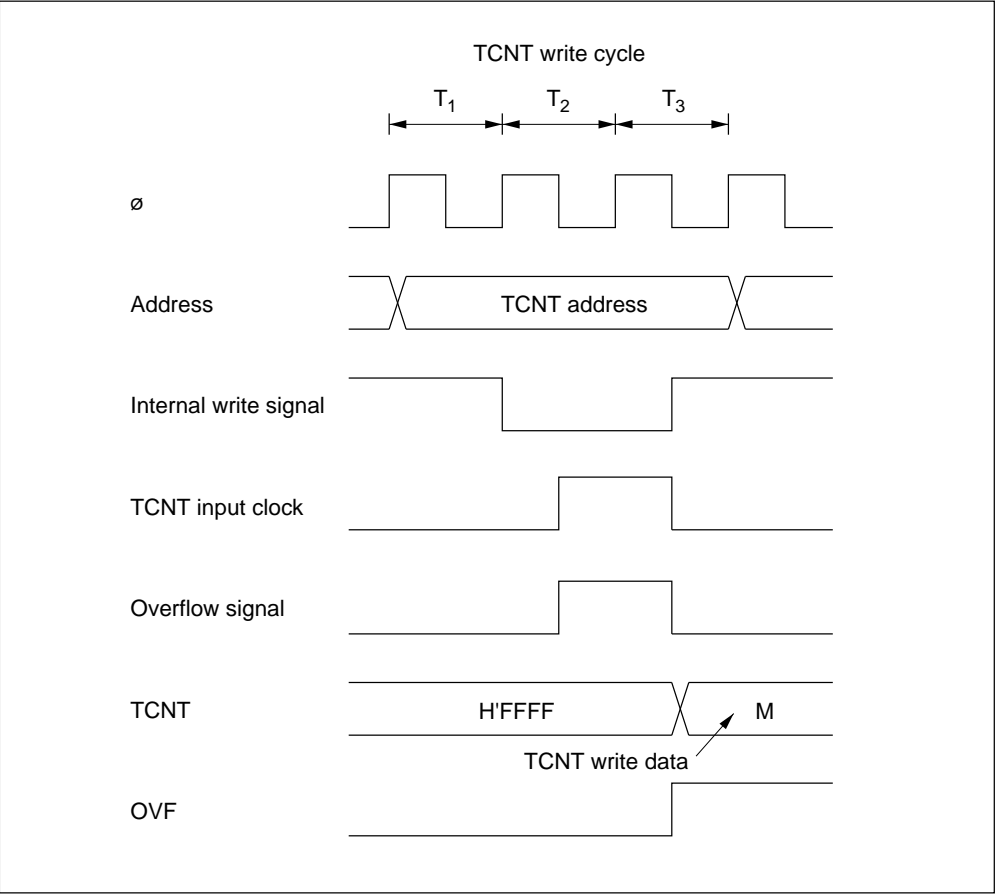 TCNT write cycle
T1 T2 T3
ø
Address TCNT address
Internal write signal
TCNT input clock
Overflow signal
TCNT H'FFFF M
TCNT write data
OVF